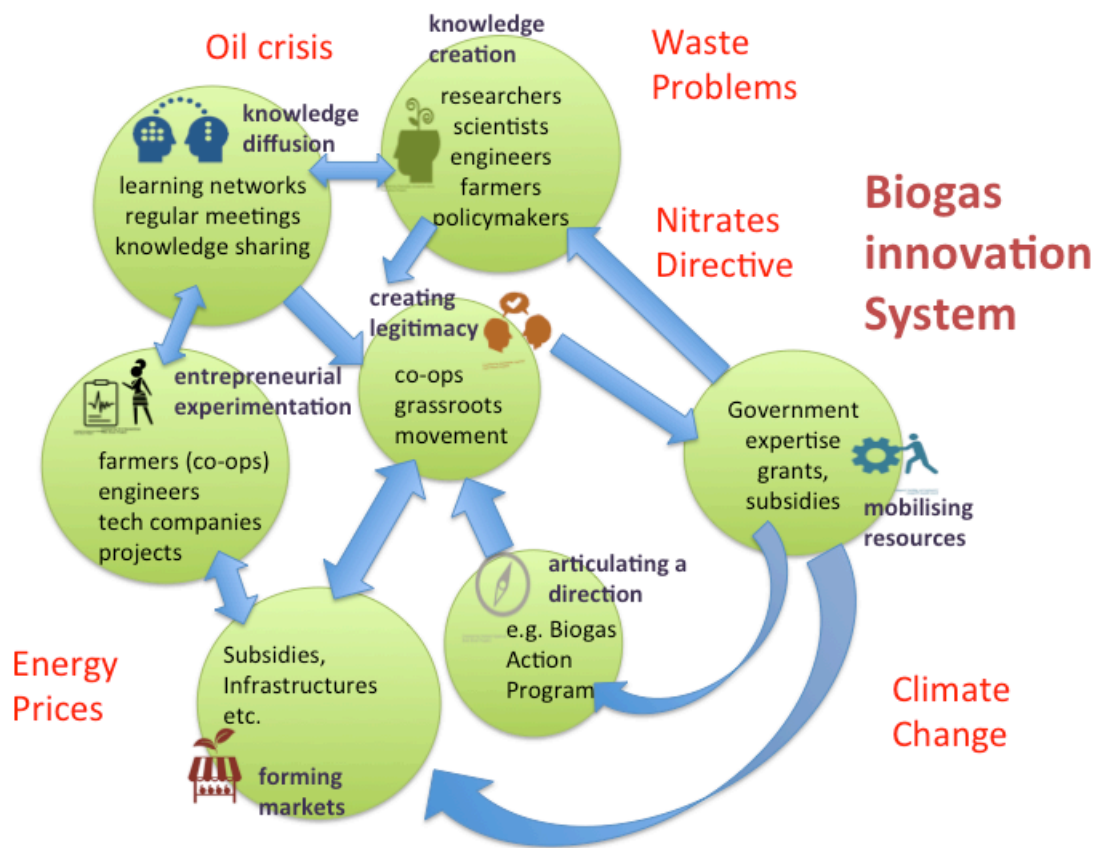 Oil crisis
knowledge
creation
Waste
Problems
knowledge
diffusion
researchers
scientists
engineers
farmers
policymakers
learning networks
regular meetings
knowledge sharing
Biogas
innovation
System
Nitrates
Directive
creating
legitimacy
co-ops
grassroots
movement
entrepreneurial
experimentation
farmers (co-ops)
engineers
tech companies
projects
Government
expertise
grants,
subsidies
mobilising
resources
articulating a
direction
e.g. Biogas
Action
Program
Subsidies,
Infrastructures
etc.
forming
markets
Energy
Prices
Climate
Change